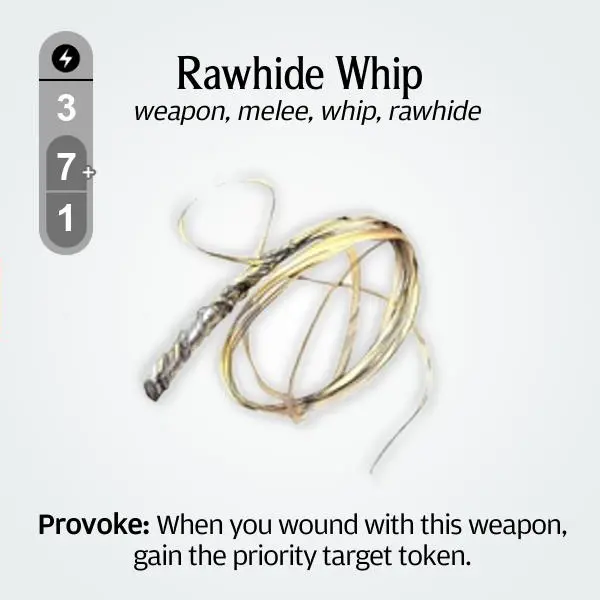 Rawhide Whip
weapon, melee, whip, rawhide
3
7+
1
Provoke: When you wound with this weapon,
gain the priority target token.